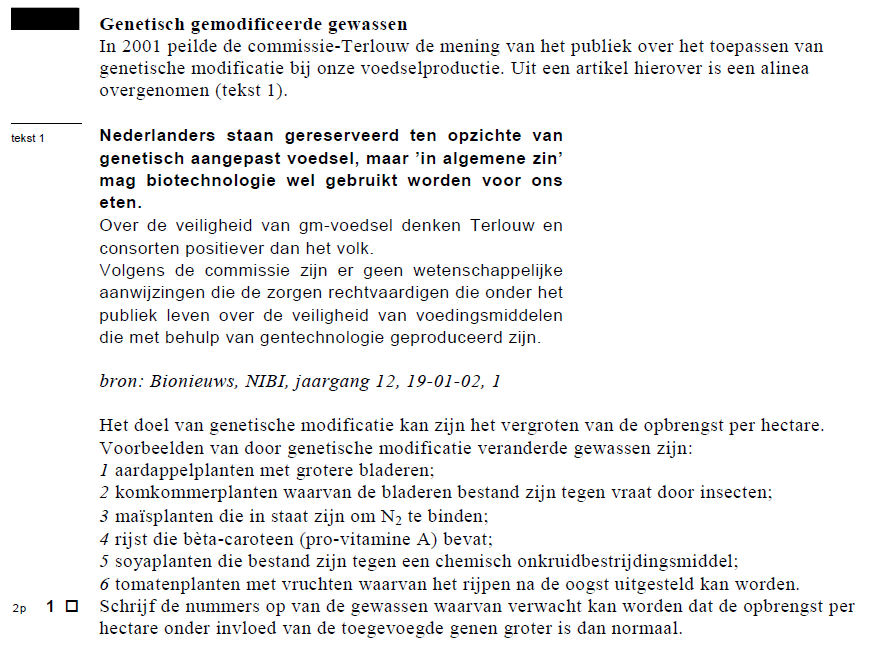 Genetisch gemodificeerde gewassen
In 2001 peilde de commissie-Terlouw de mening van het publiek over het toepassen van
genetische modificatie bij onze voedselproductie. Uit een artikel hierover is een alinea
overgenomen (tekst 1).
tekst 1
Nederlanders staan gereserveerd ten opzichte van
genetisch aangepast voedsel, maar ’in algemene zin’
mag biotechnologie wel gebruikt worden voor ons
eten.
Over de veiligheid van gm-voedsel denken Terlouw en
consorten positiever dan het volk.
Volgens de commissie zijn er geen wetenschappelijke
aanwijzingen die de zorgen rechtvaardigen die onder het
publiek leven over de veiligheid van voedingsmiddelen
die met behulp van gentechnologie geproduceerd zijn.
bron: Bionieuws, NIBI, jaargang 12, 19-01-02, 1
Het doel van genetische modificatie kan zijn het vergroten van de opbrengst per hectare.
Voorbeelden van door genetische modificatie veranderde gewassen zijn:
1 aardappelplanten met grotere bladeren;
2 komkommerplanten waarvan de bladeren bestand zijn tegen vraat door insecten;
3 maïsplanten die in staat zijn om N₂ te binden;
4 rijst die bèta-caroteen (pro-vitamine A) bevat;
5 soyaplanten die bestand zijn tegen een chemisch onkruidbestrijdingsmiddel;
6 tomatenplanten met vruchten waarvan het rijpen na de oogst uitgesteld kan worden.
2p 1 □ Schrijf de nummers op van de gewassen waarvan verwacht kan worden dat de opbrengst per
hectare onder invloed van de toegevoegde genen groter is dan normaal.